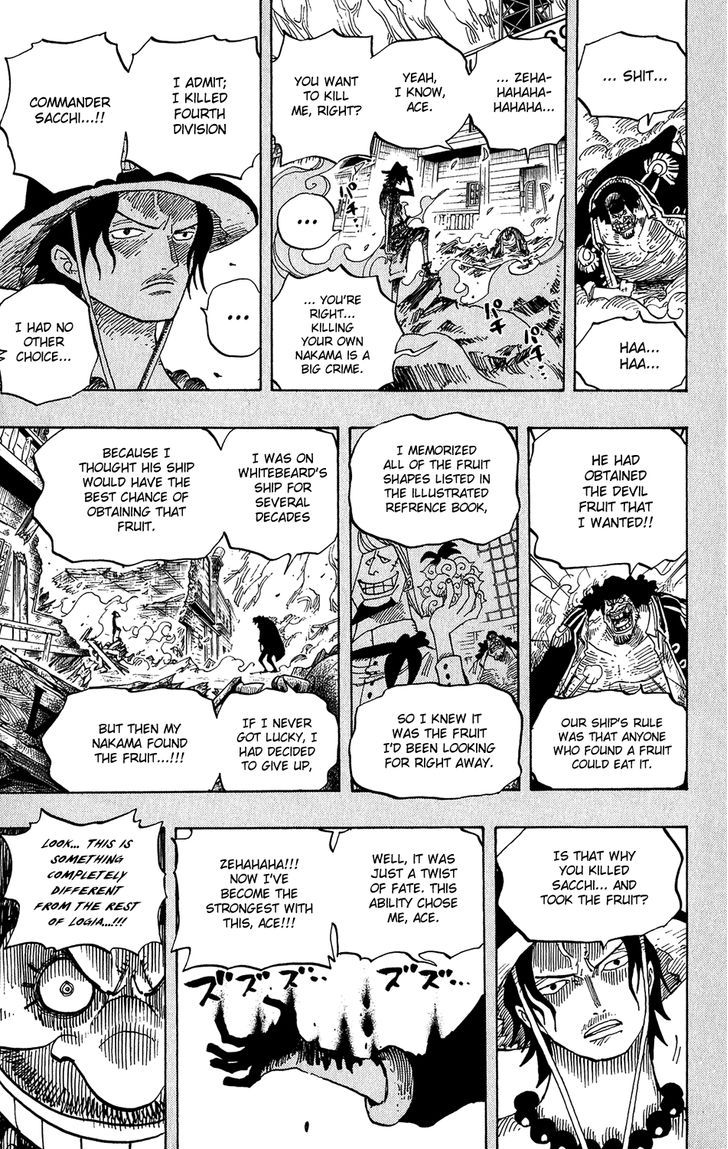 ... SHIT...
HAA...
HAA...
... ZEHA-
HAHAHA-
HAHAHA...
YEAH,
I KNOW,
ACE.
YOU WANT
TO KILL
ME, RIGHT?
...
... YOU'RE
RIGHT...
KILLING
YOUR OWN
NAKAMA IS A
BIG CRIME.
I ADMIT;
I KILLED
FOURTH
DIVISION
COMMANDER
SACCHI...!!
...
I HAD NO
OTHER
CHOICE...
HE HAD
OBTAINED
THE DEVIL
FRUIT THAT
I WANTED!!
OUR SHIP'S RULE
WAS THAT ANYONE
WHO FOUND A FRUIT
COULD EAT IT.
I MEMORIZED
ALL OF THE FRUIT
SHAPES LISTED IN
THE ILLUSTRATED
REFRENCE BOOK,
SO I KNEW IT
WAS THE FRUIT
I'D BEEN LOOKING
FOR RIGHT AWAY.
I WAS ON
WHITEBEARD'S
SHIP FOR
SEVERAL
DECADES
BECAUSE I
THOUGHT HIS SHIP
WOULD HAVE THE
BEST CHANCE OF
OBTAINING THAT
FRUIT.
IF I NEVER
GOT LUCKY, I
HAD DECIDED
TO GIVE UP,
BUT THEN MY
NAKAMA FOUND
THE FRUIT...!!!
IS THAT WHY
YOU KILLED
SACCHI... AND
TOOK THE FRUIT?
WELL, IT WAS
JUST A TWIST
OF FATE. THIS
ABILITY CHOSE
ME, ACE.
ZEHAHAHA!!!
NOW I'VE
BECOME THE
STRONGEST WITH
THIS, ACE!!!
ズズズ...
ズズ...
LOOK... THIS IS
SOMETHING
COMPLETELY
DIFFERENT
FROM THE REST
OF LOGIA...!!!